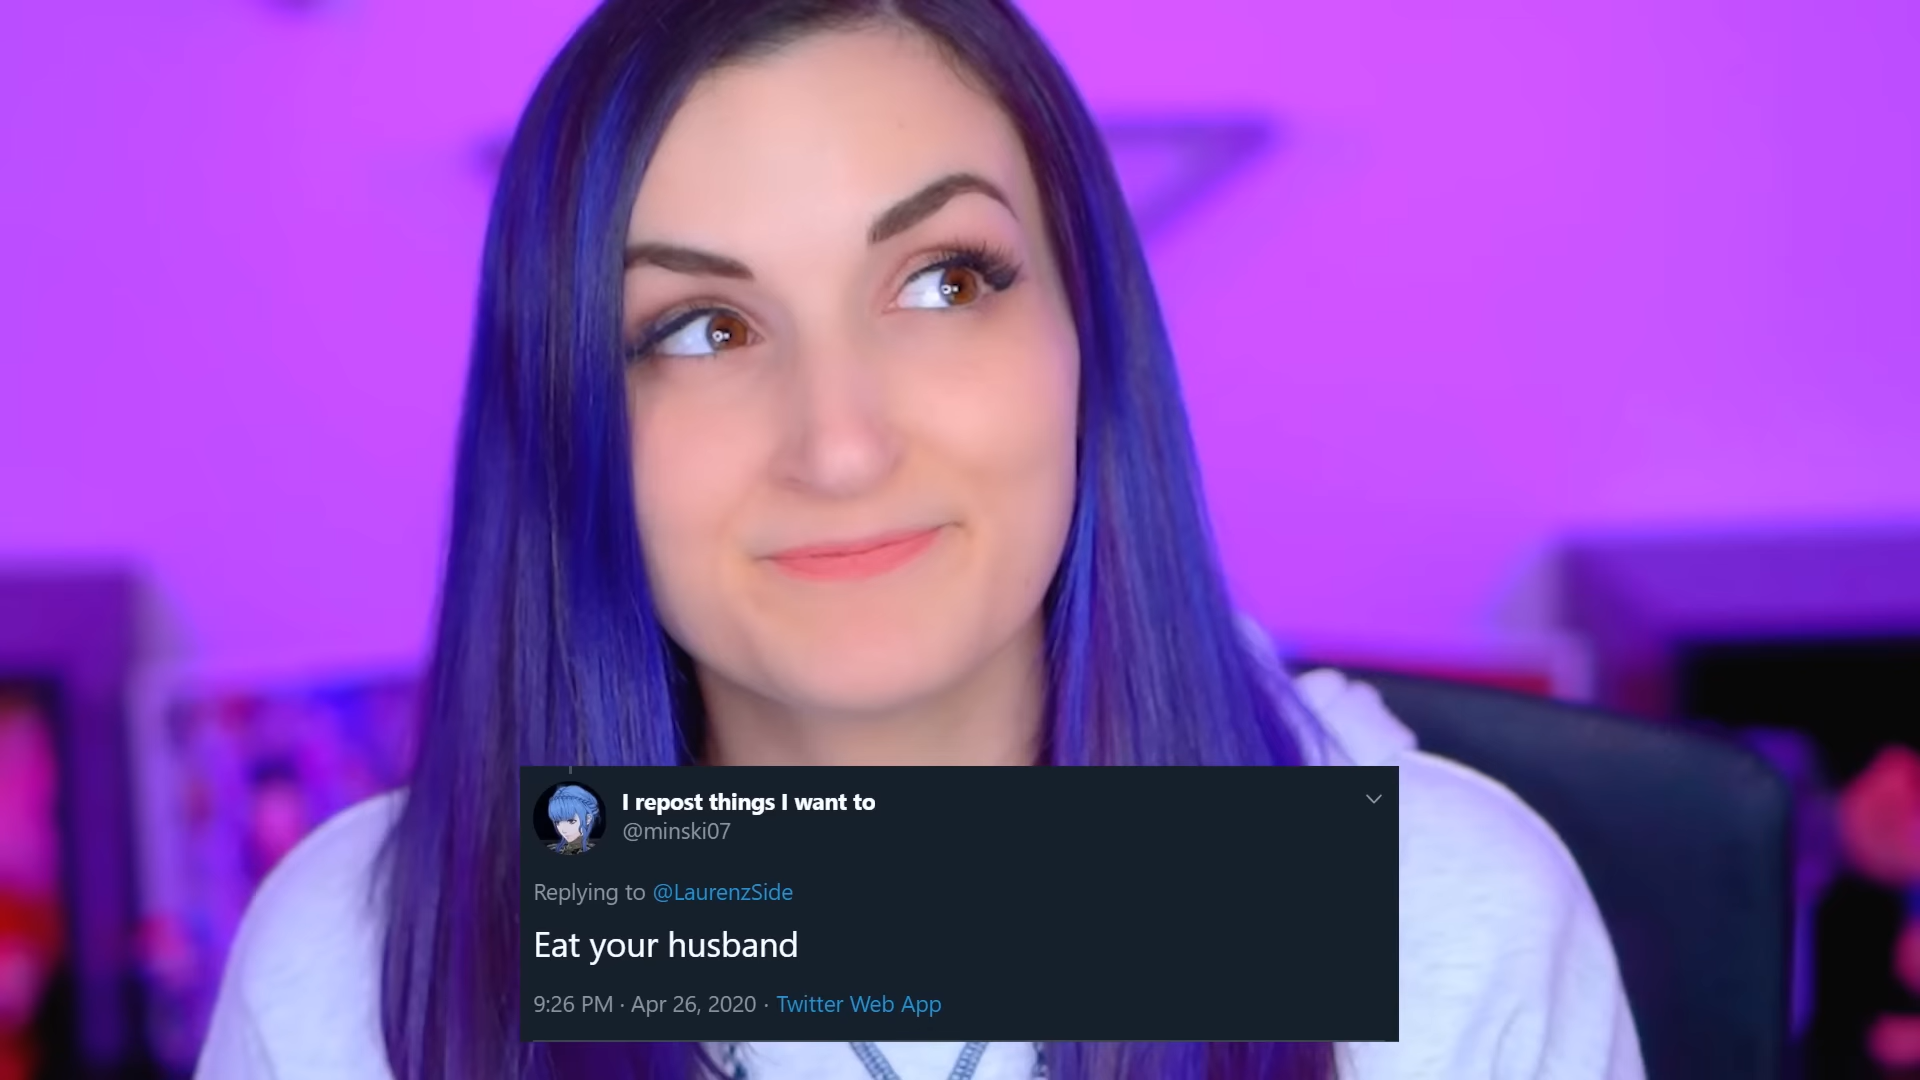 I repost things I want to
@minski07
Replying to @LaurenzSide
Eat your husband
9:26 PM · Apr 26, 2020 · Twitter Web App